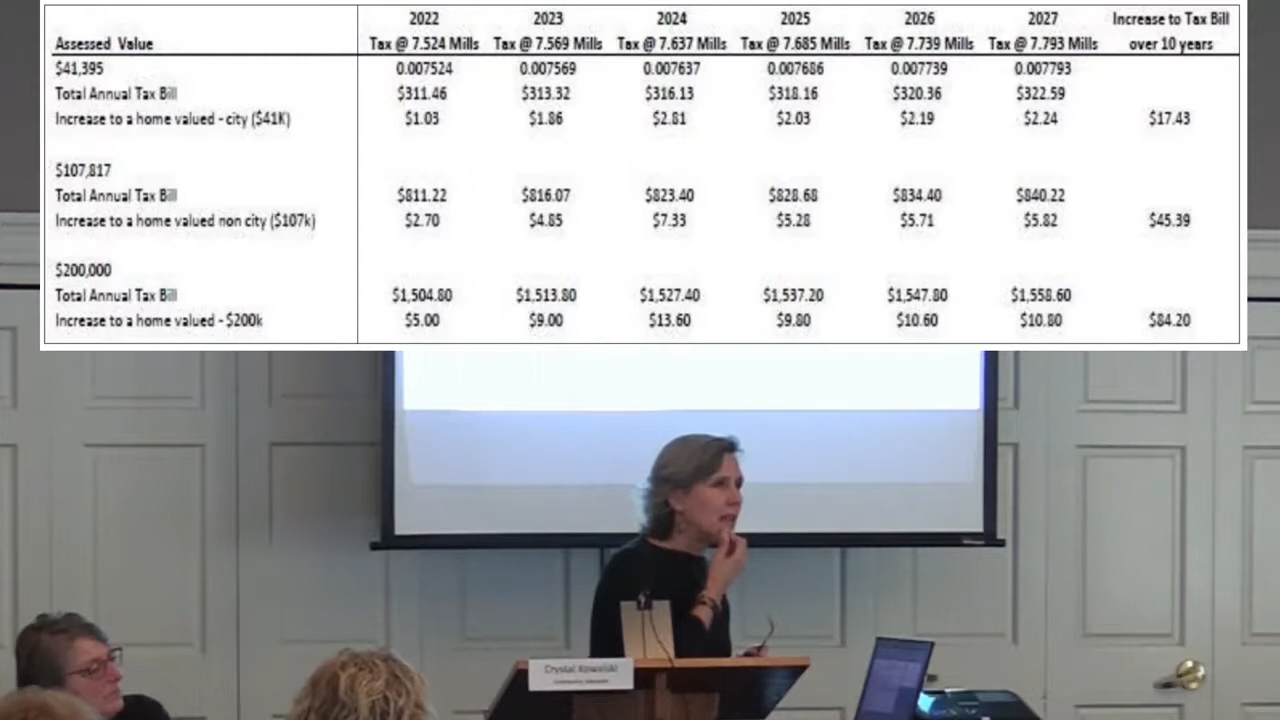 2022 2023 2024 2025 2026 2027 Increase to Tax Bill
Assessed Value Tax @ 7.524 Mills Tax @ 7.569 Mills Tax @ 7.637 Mills Tax @ 7.685 Mills Tax @ 7.739 Mills Tax @ 7.793 Mills over 10 years
$41,395 0.007524 0.007569 0.007637 0.007686 0.007739 0.007793
Total Annual Tax Bill $311.46 $313.32 $316.13 $318.16 $320.36 $322.59
Increase to a home valued - city ($41K) $1.03 $1.86 $2.81 $2.03 $2.19 $2.24 $17.43
$107,817
Total Annual Tax Bill $811.22 $816.07 $823.40 $828.68 $834.40 $840.22
Increase to a home valued non city ($107k) $2.70 $4.85 $7.33 $5.28 $5.71 $5.82 $45.39
$200,000
Total Annual Tax Bill $1,504.80 $1,513.80 $1,527.40 $1,537.20 $1,547.80 $1,558.60
Increase to a home valued - $200k $5.00 $9.00 $13.60 $9.80 $10.60 $10.80 $84.20
Crystal Kowalski